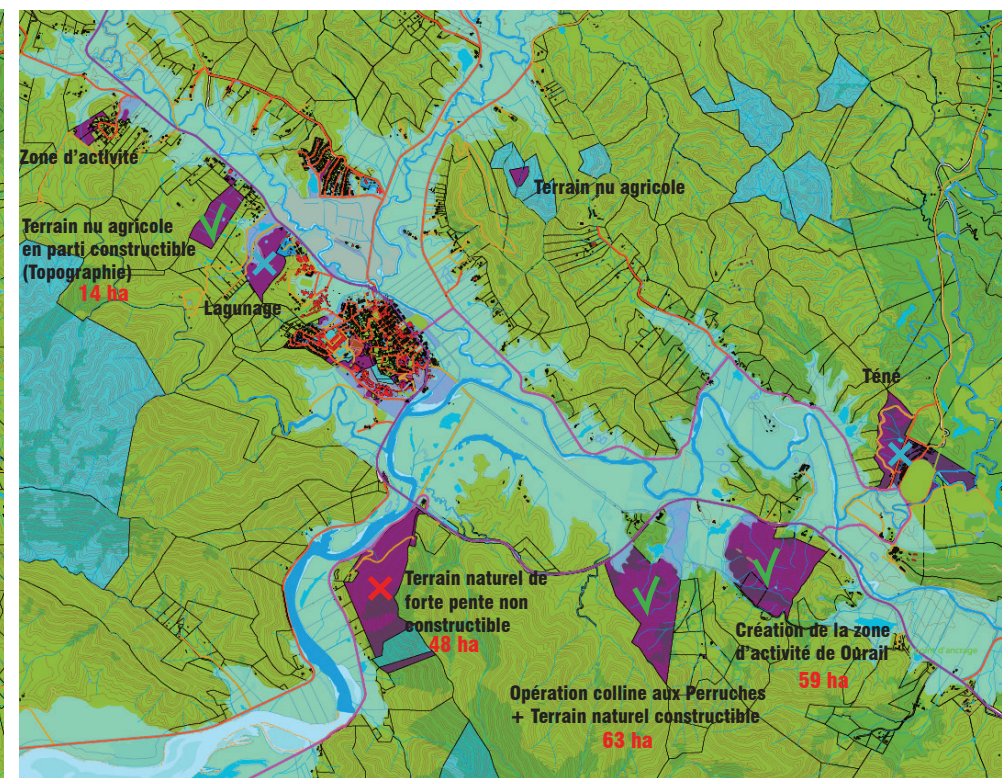 Zone d'activité
Terrain nu agricole
Terrain nu agricole
en parti constructible
(Topographie)
14 ha
Lagunage
Téné
Terrain naturel de
forte pente non
constructible
48 ha
Création de la zone
d'activité de Ourail
59 ha
Opération colline aux Perruches
+ Terrain naturel constructible
63 ha